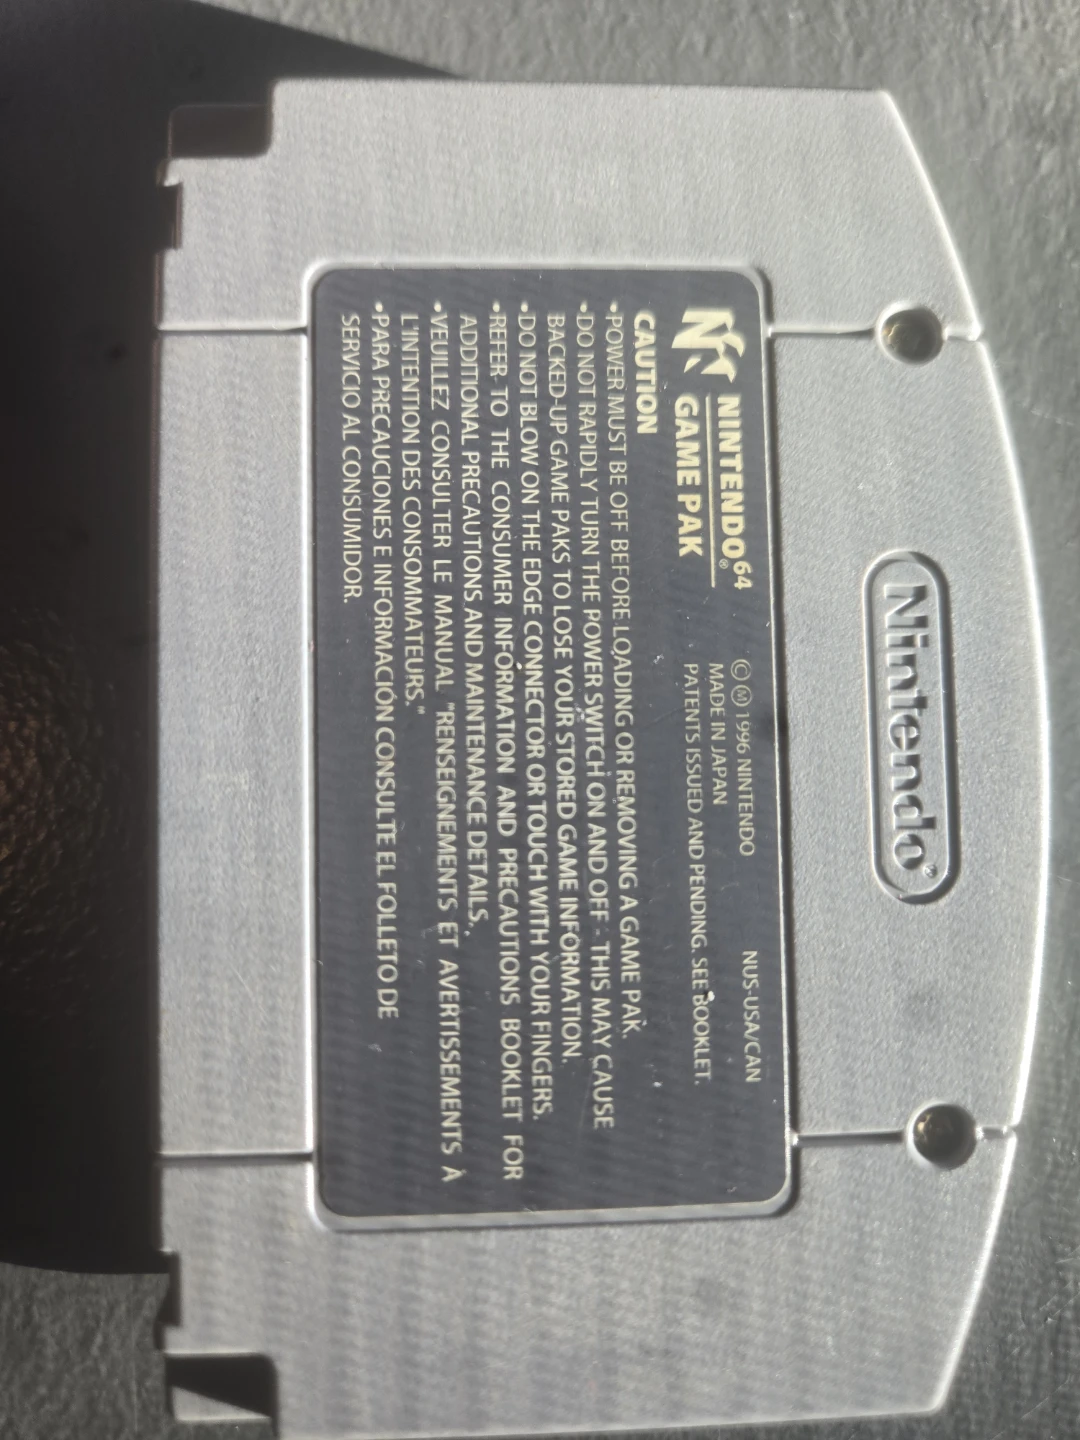 Nintendo®
NINTENDO64®
GAME PAK
© Ⓜ 1996 NINTENDO
MADE IN JAPAN
PATENTS ISSUED AND PENDING. SEE BOOKLET.
NUS-USA/CAN
CAUTION
•POWER MUST BE OFF BEFORE LOADING OR REMOVING A GAME PAK.
•DO NOT RAPIDLY TURN THE POWER SWITCH ON AND OFF - THIS MAY CAUSE
BACKED-UP GAME PAKS TO LOSE YOUR STORED GAME INFORMATION.
•DO NOT BLOW ON THE EDGE CONNECTOR OR TOUCH WITH YOUR FINGERS.
•REFER TO THE CONSUMER INFORMATION AND PRECAUTIONS BOOKLET FOR
ADDITIONAL PRECAUTIONS AND MAINTENANCE DETAILS.
•VEUILLEZ CONSULTER LE MANUAL "RENSEIGNEMENTS ET AVERTISSEMENTS À
L'INTENTION DES CONSOMMATEURS."
•PARA PRECAUCIONES E INFORMACIÓN CONSULTE EL FOLLETO DE
SERVICIO AL CONSUMIDOR.